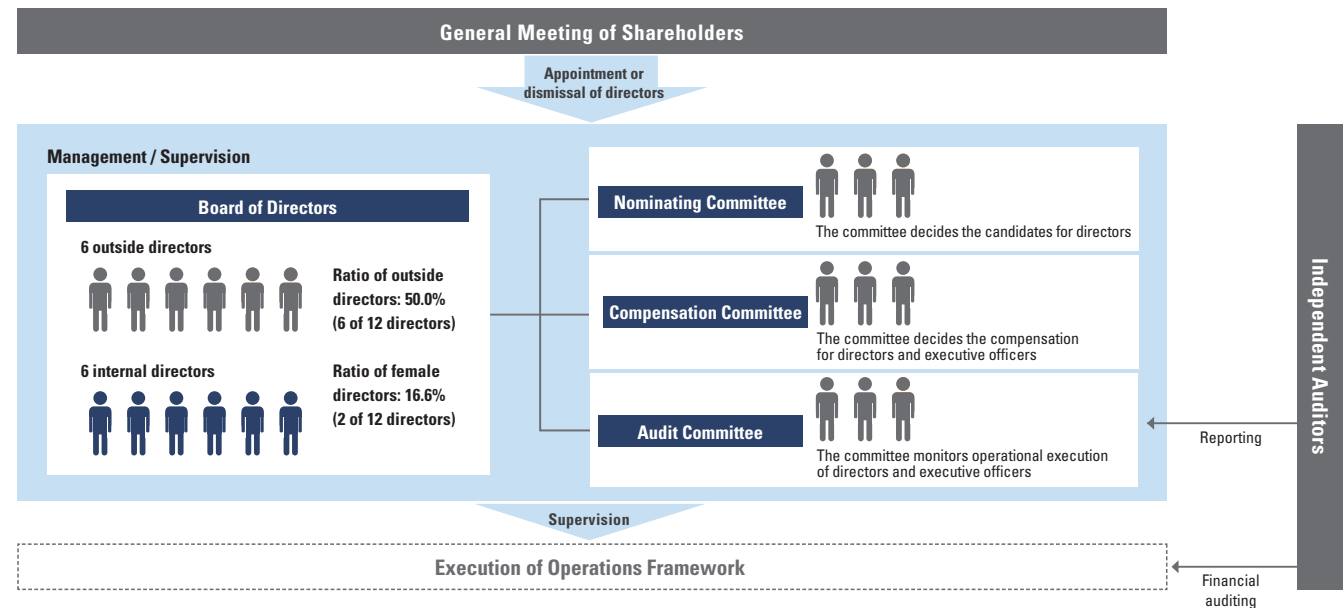 General Meeting of Shareholders
Appointment or
dismissal of directors
Management / Supervision
Board of Directors
6 outside directors
Ratio of outside
directors: 50.0%
(6 of 12 directors)
6 internal directors
Ratio of female
directors: 16.6%
(2 of 12 directors)
Nominating Committee
The committee decides the candidates for directors
Compensation Committee
The committee decides the compensation
for directors and executive officers
Audit Committee
The committee monitors operational execution
of directors and executive officers
Independent Auditors
Reporting
Supervision
Execution of Operations Framework
Financial
auditing